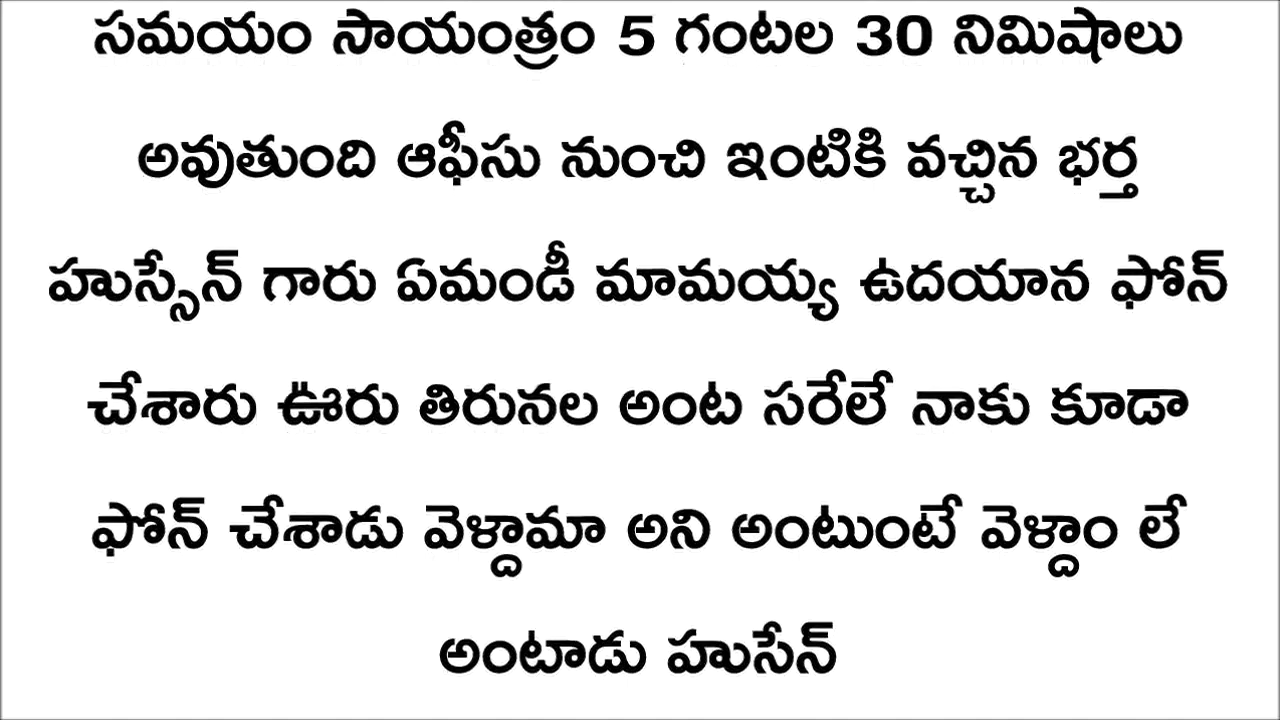 సమయం సాయంత్రం 5 గంటల 30 నిమిషాలు
అవుతుంది ఆఫీసు నుంచి ఇంటికి వచ్చిన భర్త
హుస్సేన్ గారు ఏమండీ మామయ్య ఉదయాన ఫోన్
చేశారు ఊరు తిరునల అంట సరేలే నాకు కూడా
ఫోన్ చేశాడు వెళ్దామా అని అంటుంటే వెళ్దాం లే
అంటాడు హుసేన్